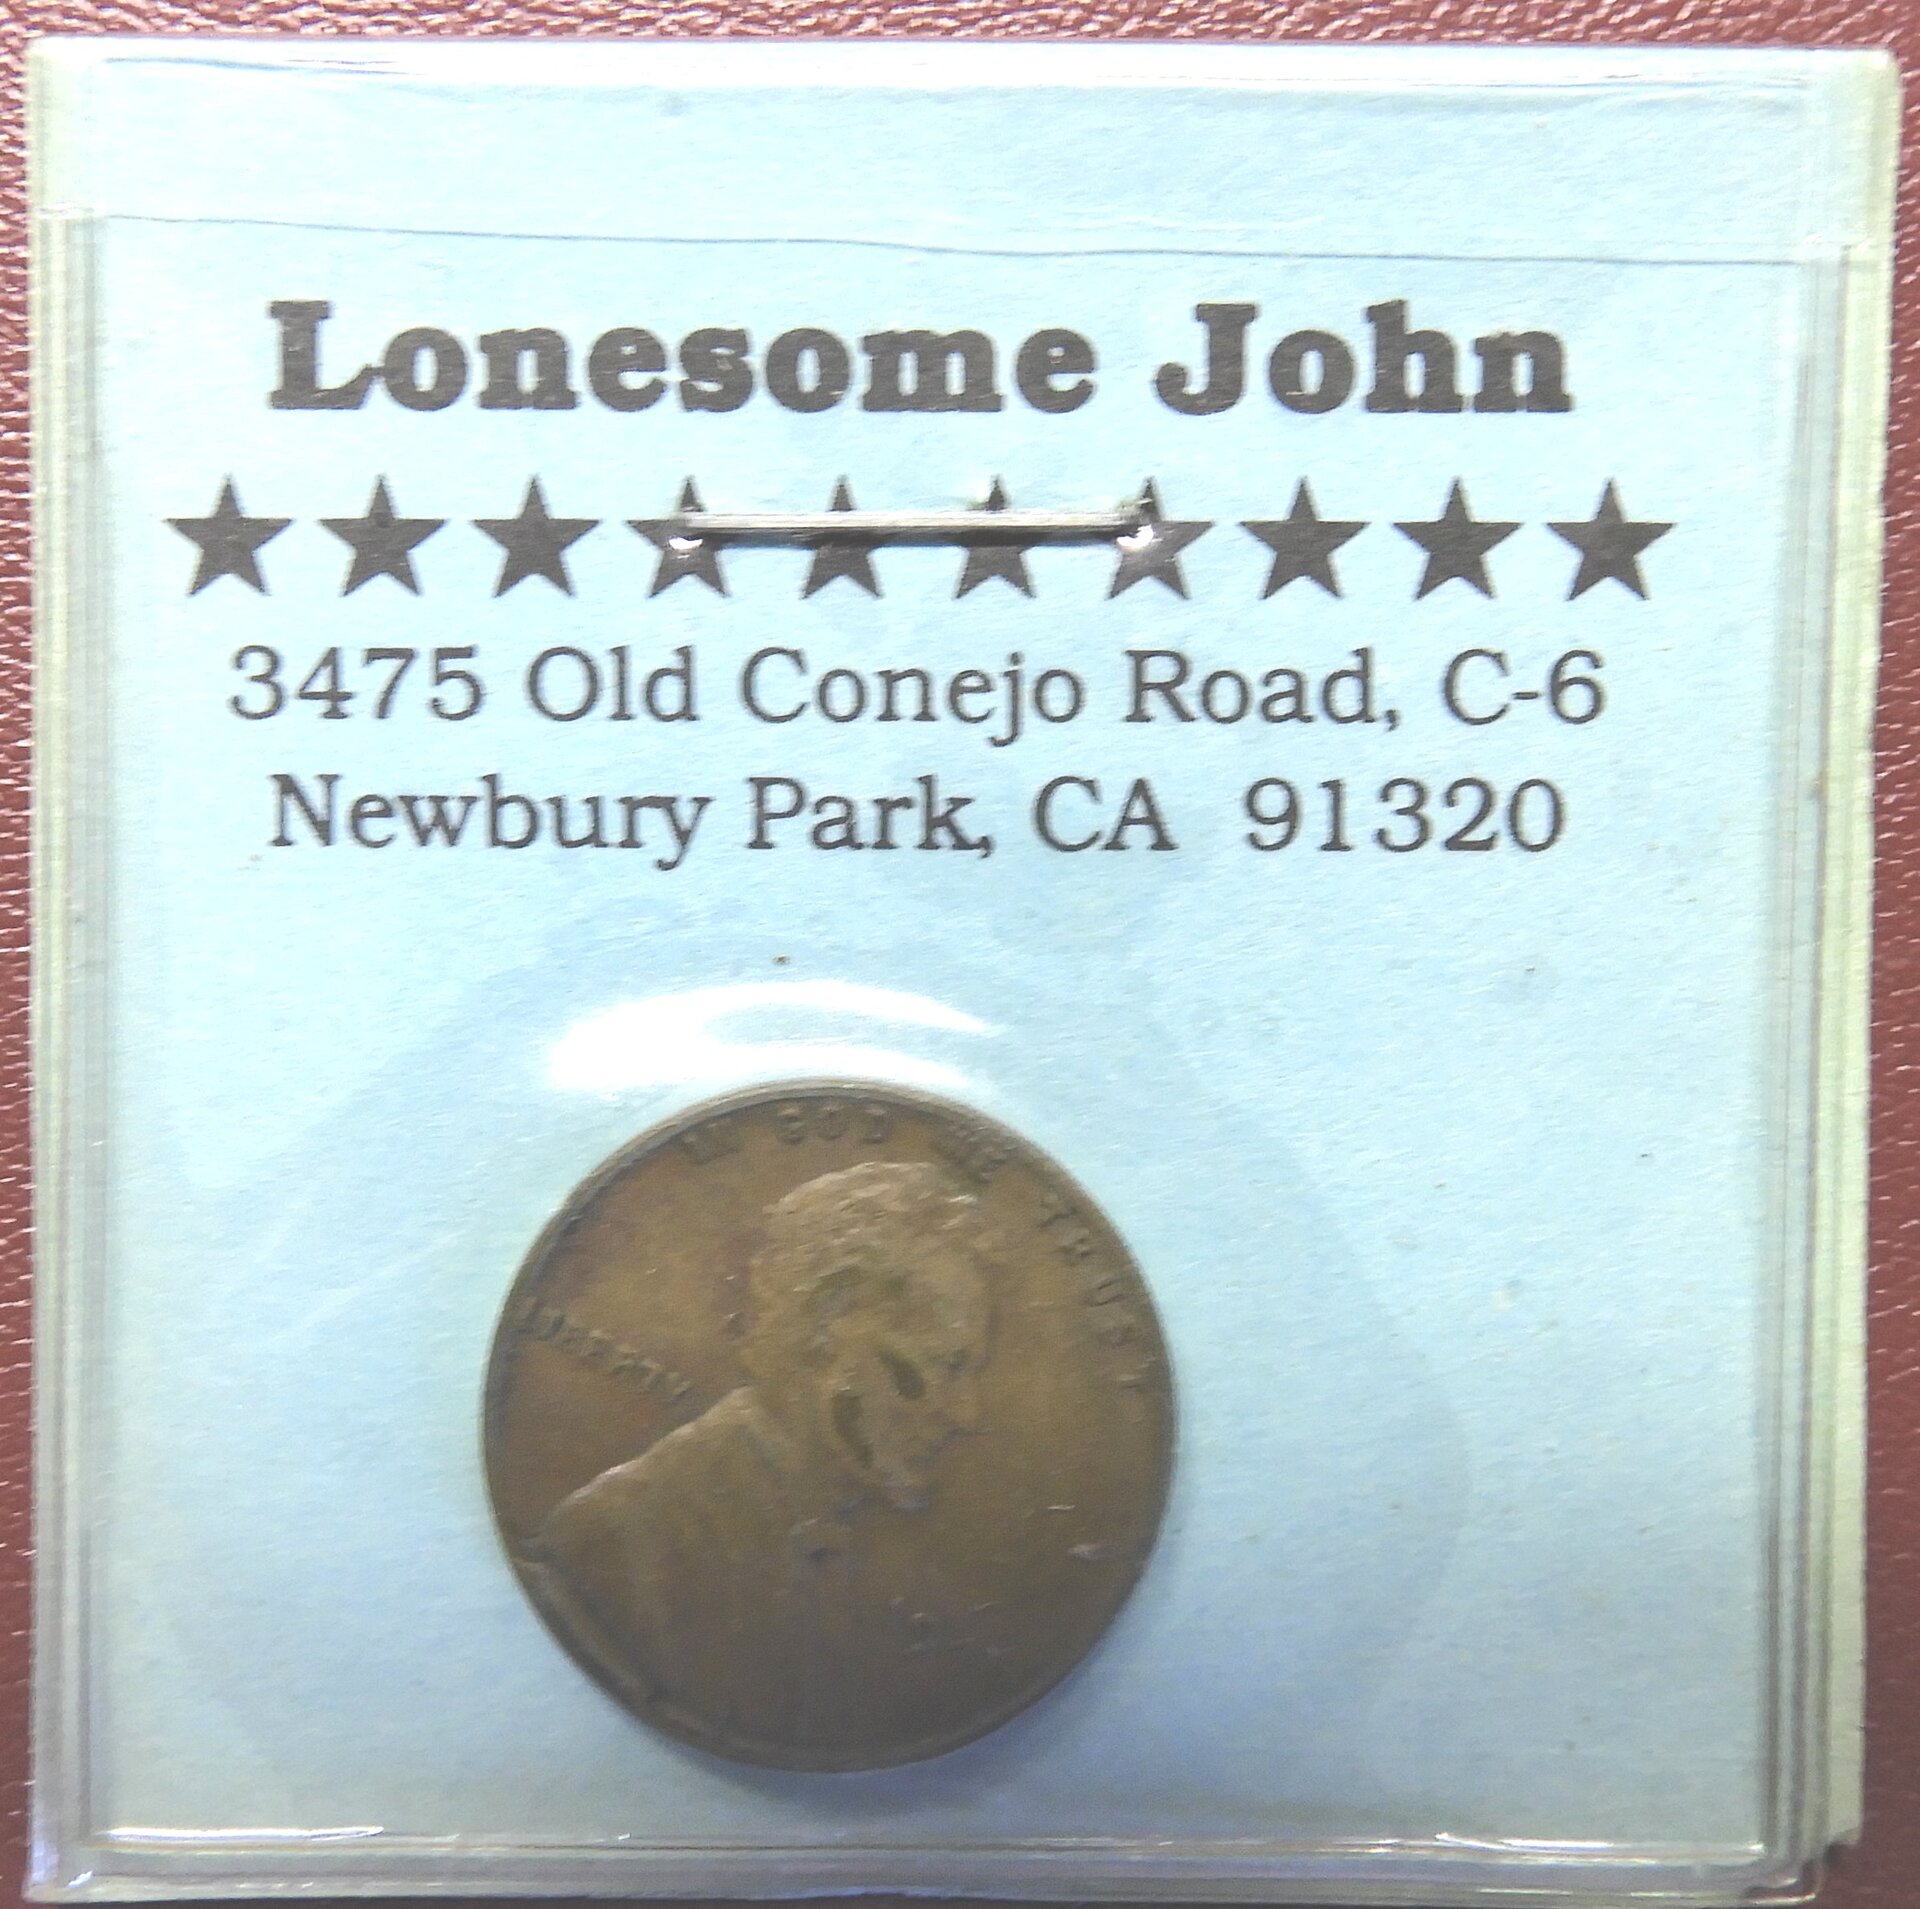 Lonesome John
3475 Old Conejo Road, C-6
Newbury Park, CA 91320
IN GOD WE TRUST
LIBERTY